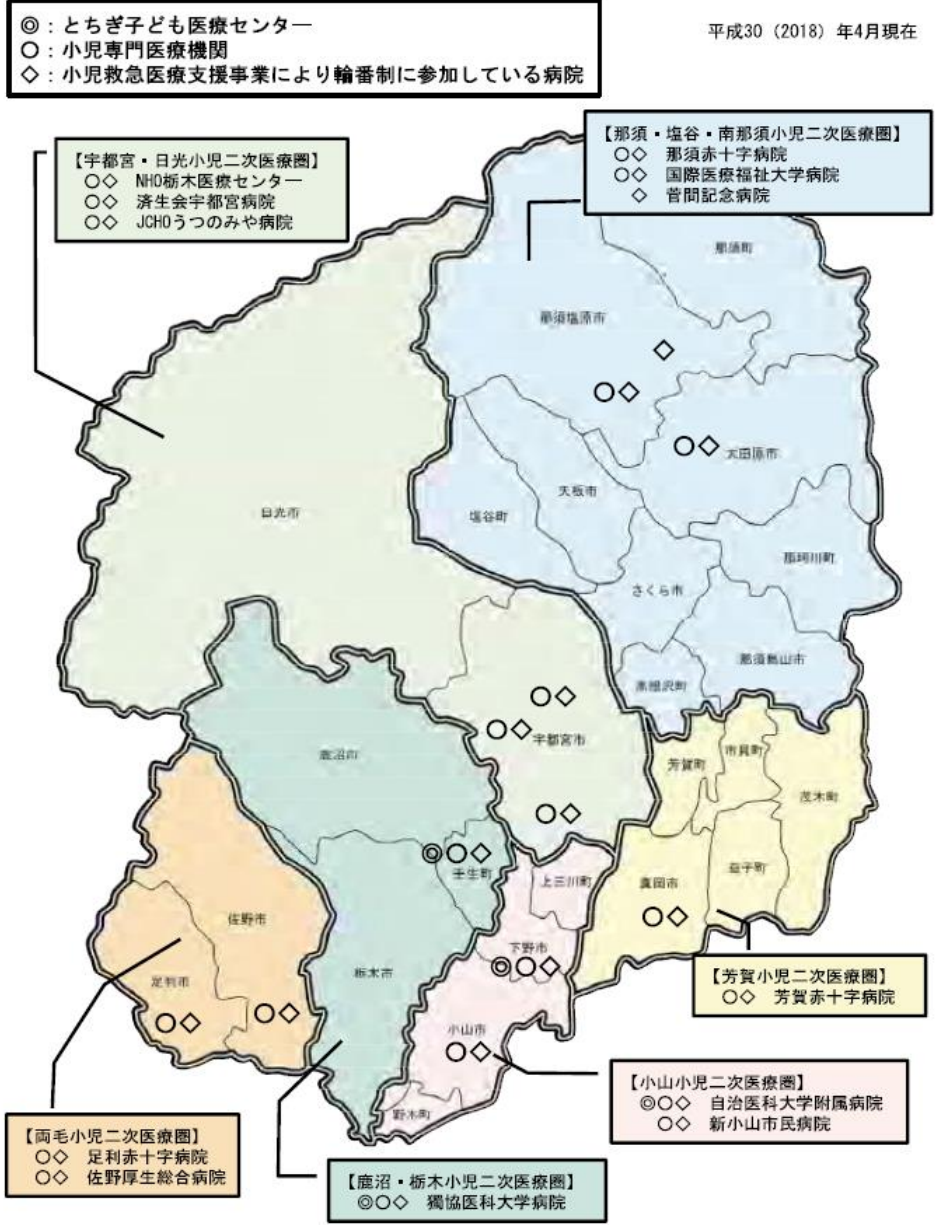 ◎：とちぎ子ども医療センター
○：小児専門医療機関
◇：小児救急医療支援事業により輪番制に参加している病院
平成30（2018）年4月現在
【宇都宮・日光小児二次医療圏】
○◇ NHO栃木医療センター
○◇ 済生会宇都宮病院
○◇ JCHOうつのみや病院
【那須・塩谷・南那須小児二次医療圏】
○◇ 那須赤十字病院
○◇ 国際医療福祉大学病院
◇ 菅間記念病院
那須町
那須塩原市
◇
○◇
○◇ 大田原市
矢板市
塩谷町
日光市
那珂川町
さくら市
那須烏山市
高根沢町
○◇
○◇
宇都宮市
○◇
鹿沼市
市貝町
芳賀町
茂木町
◎○◇
壬生町
益子町
上三川町
真岡市
○◇
佐野市
下野市
◎○◇
栃木市
足利市
○◇
○◇
小山市
○◇
野木町
【芳賀小児二次医療圏】
○◇ 芳賀赤十字病院
【小山小児二次医療圏】
◎○◇ 自治医科大学附属病院
○◇ 新小山市民病院
【両毛小児二次医療圏】
○◇ 足利赤十字病院
○◇ 佐野厚生総合病院
【鹿沼・栃木小児二次医療圏】
◎○◇ 獨協医科大学病院